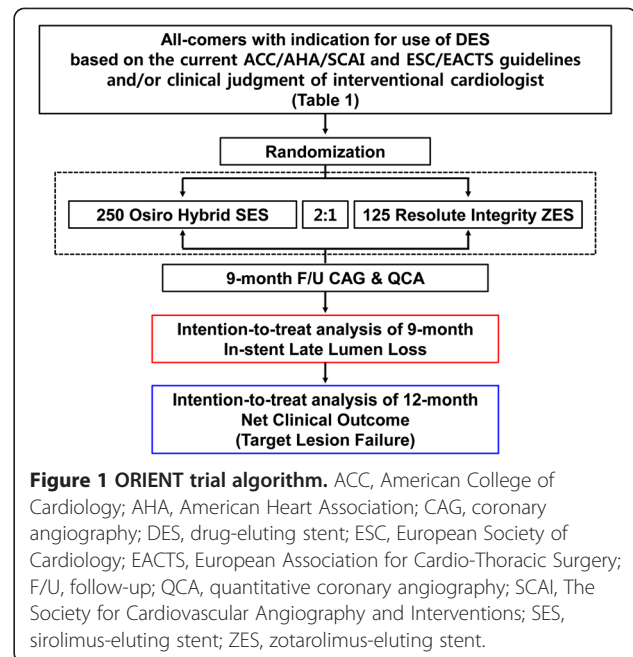 All-comers with indication for use of DES
based on the current ACC/AHA/SCAI and ESC/EACTS guidelines
and/or clinical judgment of interventional cardiologist
(Table 1)
Randomization
250 Osiro Hybrid SES
2:1
125 Resolute Integrity ZES
9-month F/U CAG & QCA
Intention-to-treat analysis of 9-month
In-stent Late Lumen Loss
Intention-to-treat analysis of 12-month
Net Clinical Outcome
(Target Lesion Failure)
Figure 1 ORIENT trial algorithm. ACC, American College of
Cardiology; AHA, American Heart Association; CAG, coronary
angiography; DES, drug-eluting stent; ESC, European Society of
Cardiology; EACTS, European Association for Cardio-Thoracic Surgery;
F/U, follow-up; QCA, quantitative coronary angiography; SCAI, The
Society for Cardiovascular Angiography and Interventions; SES,
sirolimus-eluting stent; ZES, zotarolimus-eluting stent.